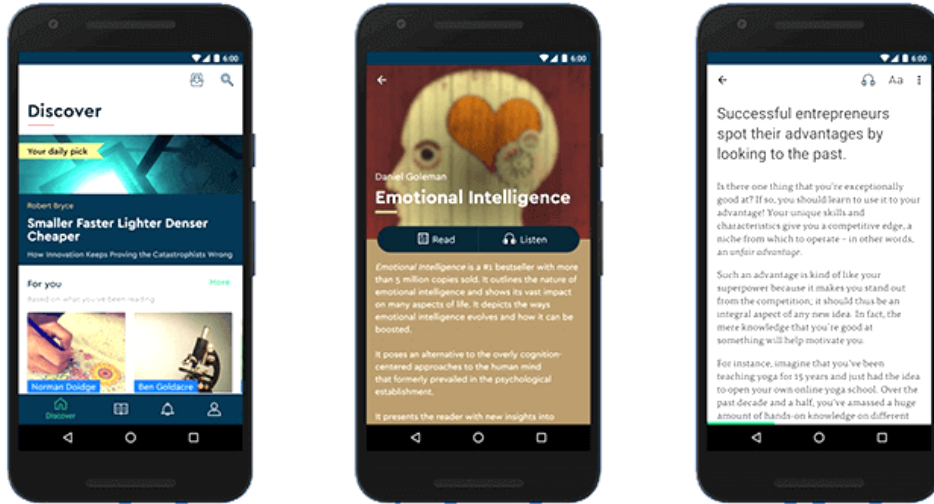 6:00
Discover
Your daily pick
Robert Bryce
Smaller Faster Lighter Denser
Cheaper
How Innovation Keeps Proving the Catastrophists Wrong
For you
More
Based on what you've been reading
Norman Doidge
Ben Goldacre
Discover
6:00
Daniel Goleman
Emotional Intelligence
Read
Listen
Emotional Intelligence is a #1 bestseller with more
than 5 million copies sold. It outlines the nature of
emotional intelligence and shows its vast impact
on many aspects of life. It depicts the ways
emotional intelligence evolves and how it can be
boosted.
It poses an alternative to the overly cognition-
centered approaches to the human mind
that formerly prevailed in the psychological
establishment.
It presents the reader with new insights into
6:00
Aa
Successful entrepreneurs
spot their advantages by
looking to the past.
Is there one thing that you're exceptionally
good at? If so, you should learn to use it to your
advantage! Your unique skills and
characteristics give you a competitive edge, a
niche from which to operate – in other words,
an unfair advantage.
Such an advantage is kind of like your
superpower because it makes you stand out
from the competition; it should thus be an
integral aspect of any new idea. In fact, the
mere knowledge that you're good at
something will help motivate you.
For instance, imagine that you've been
teaching yoga for 15 years and just had the idea
to open your own online yoga school. Over the
past decade and a half, you've amassed a huge
amount of hands-on knowledge on different